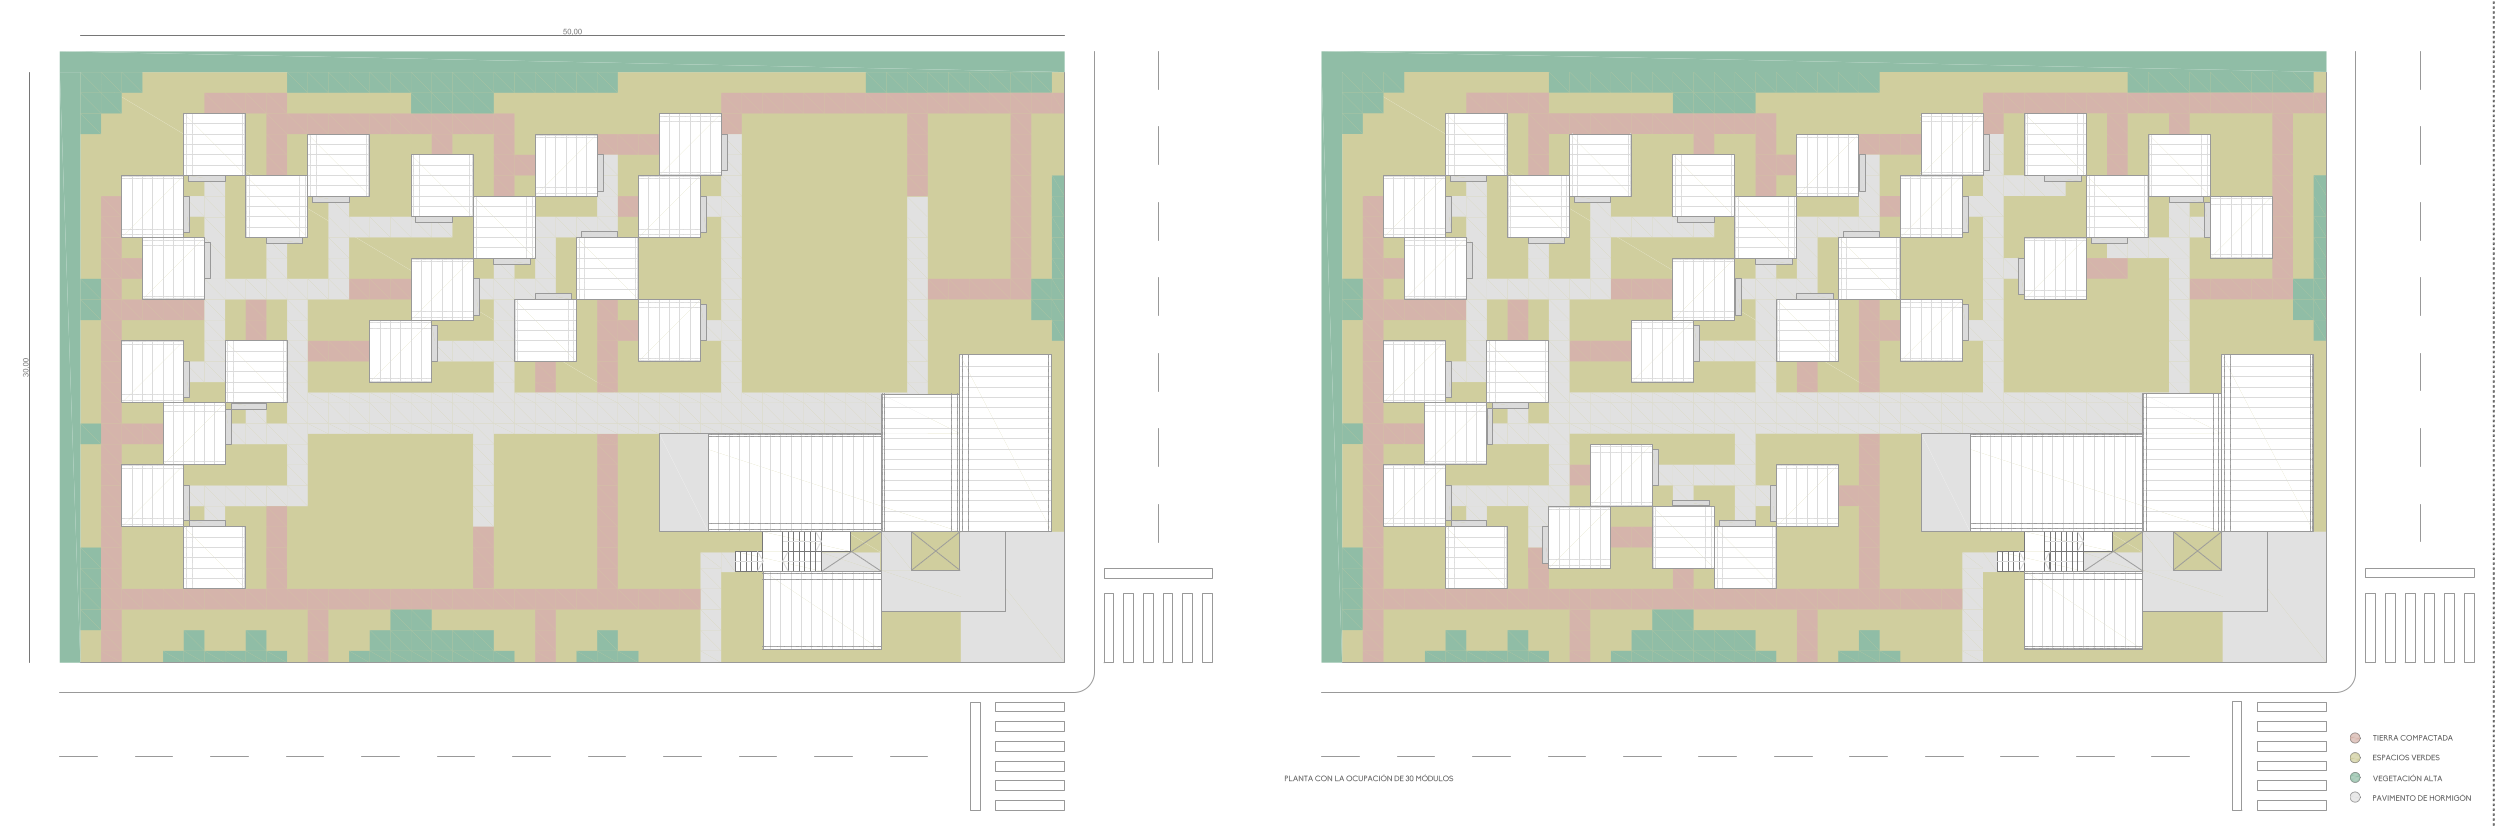 50,00
30,00
PLANTA CON LA OCUPACIÓN DE 30 MÓDULOS
TIERRA COMPACTADA
ESPACIOS VERDES
VEGETACIÓN ALTA
PAVIMENTO DE HORMIGÓN